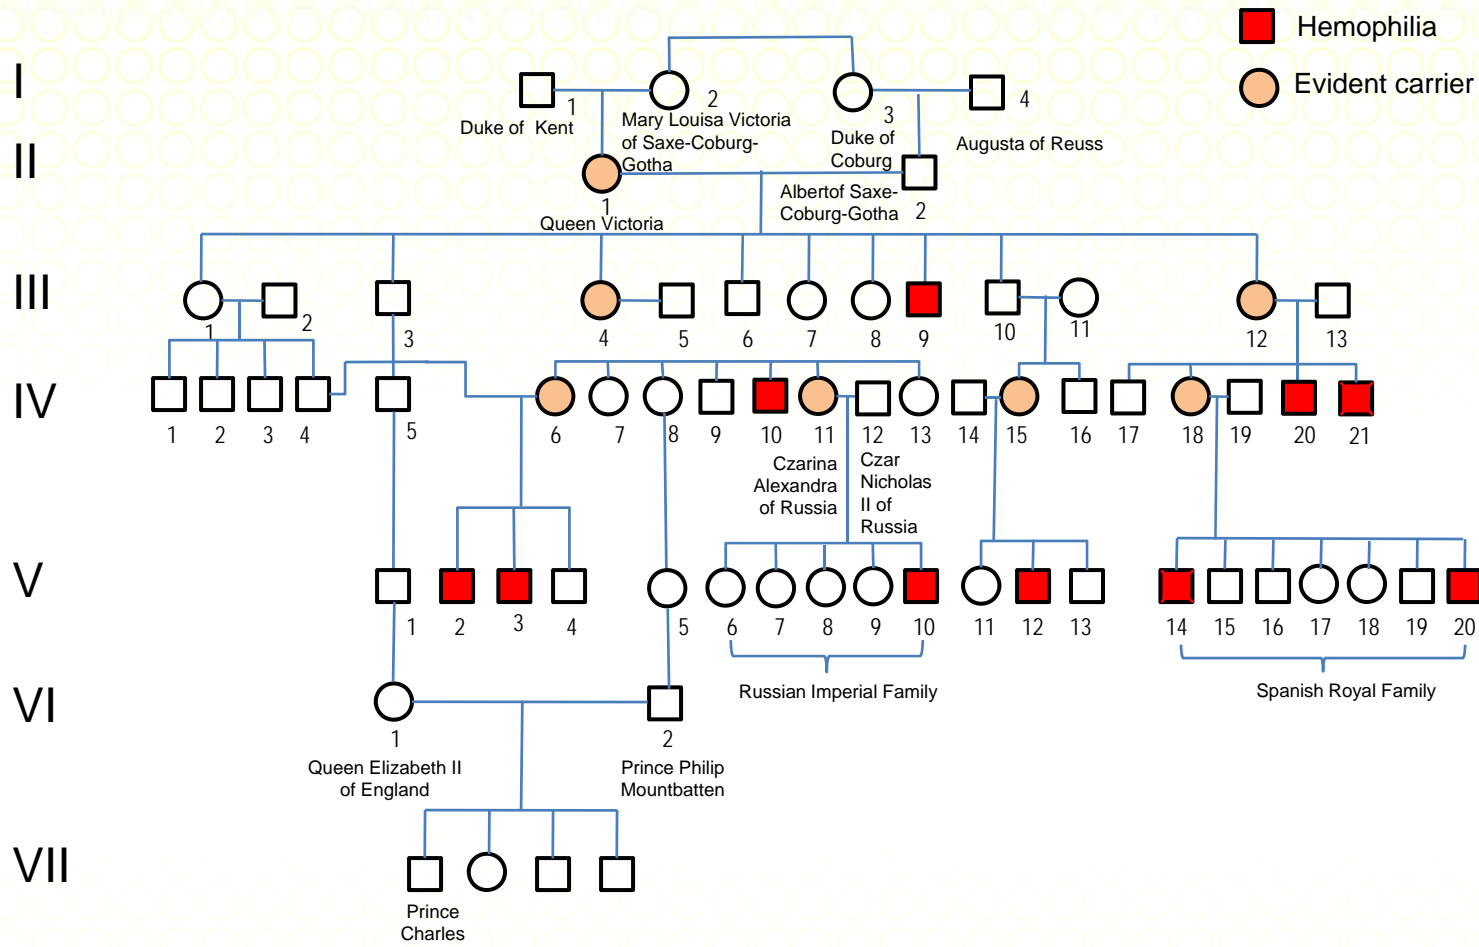 Hemophilia
Evident carrier
I
1
2
3
4
Duke of Kent
Mary Louisa Victoria
of Saxe-Coburg-
Gotha
Duke of
Coburg
Augusta of Reuss
II
1
Queen Victoria
Albertof Saxe-
Coburg-Gotha
2
III
1
2
3
4
5
6
7
8
9
10
11
12
13
IV
1
2
3
4
5
6
7
8
9
10
11
12
13
14
15
16
17
18
19
20
21
Czarina
Alexandra
of Russia
Czar
Nicholas
II of
Russia
V
1
2
3
4
5
6
7
8
9
10
11
12
13
14
15
16
17
18
19
20
Russian Imperial Family
Spanish Royal Family
VI
1
2
Queen Elizabeth II
of England
Prince Philip
Mountbatten
VII
Prince
Charles